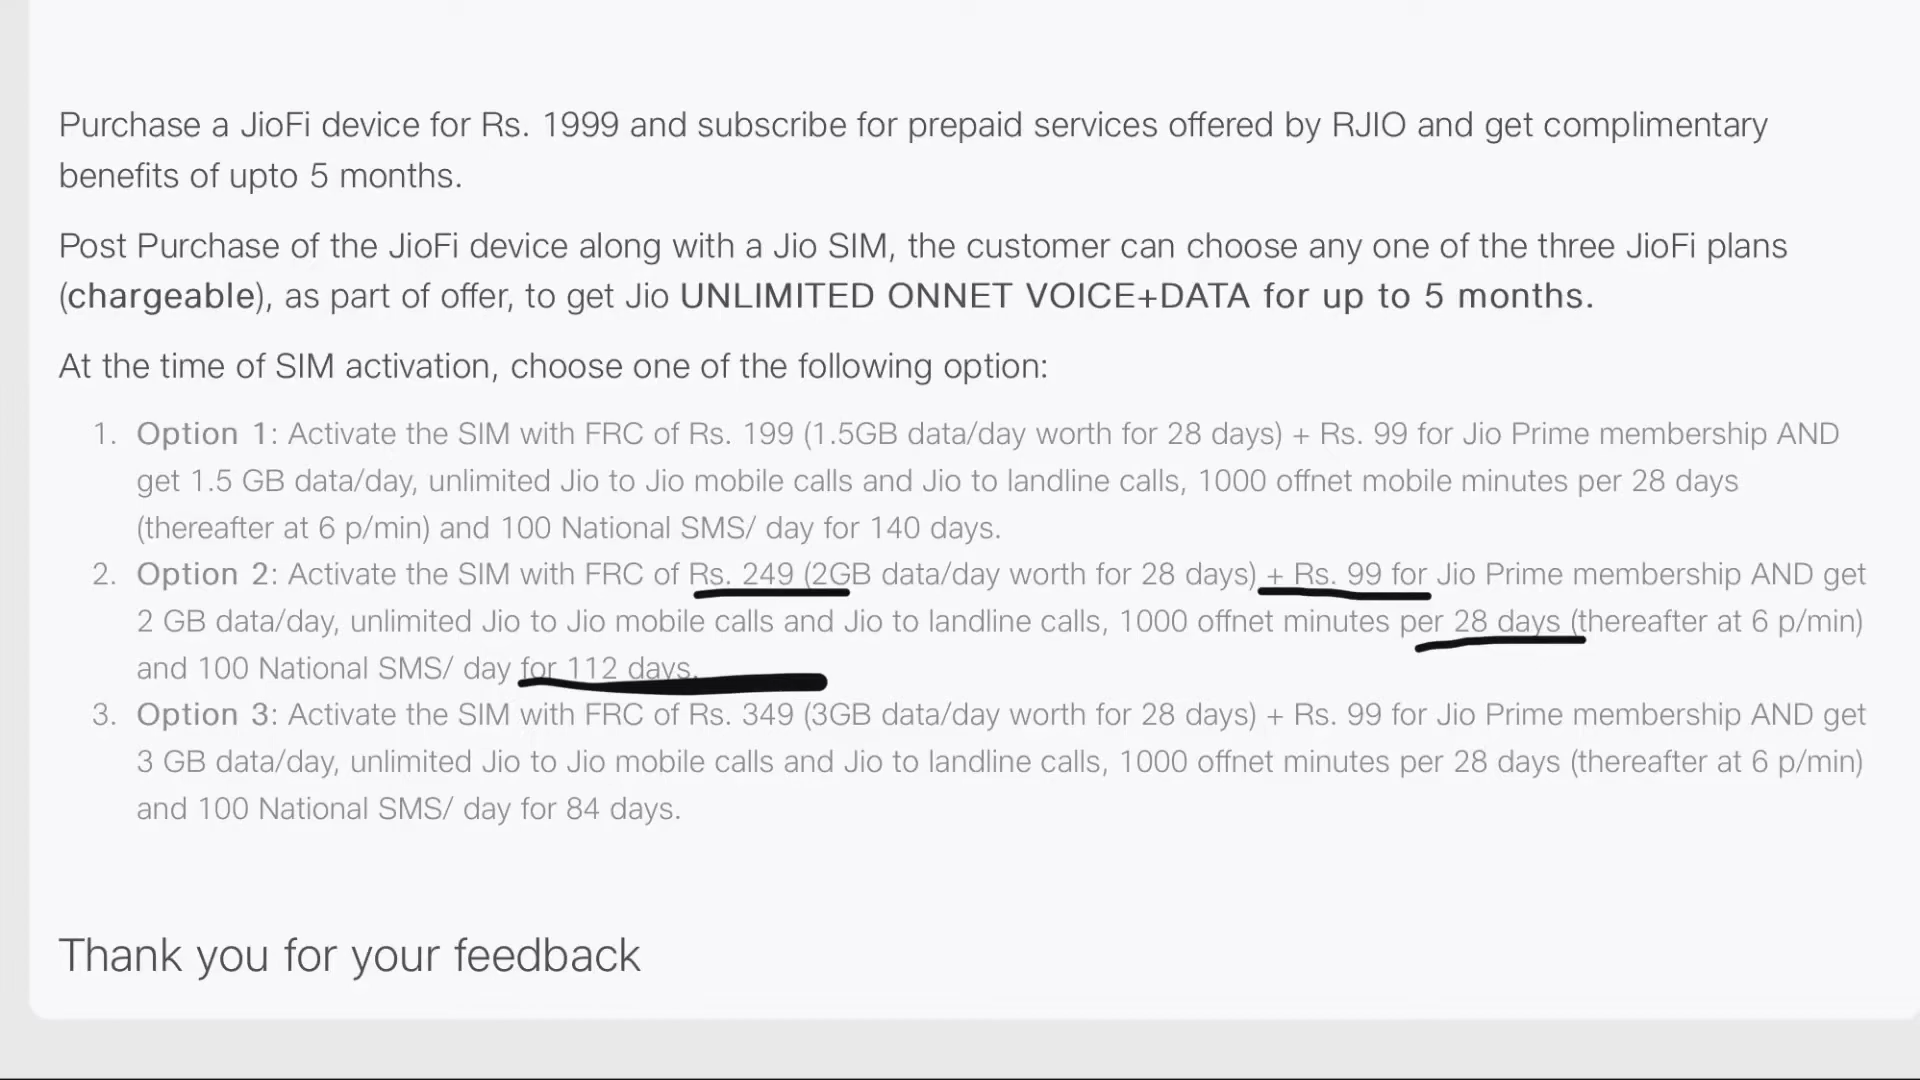 Purchase a JioFi device for Rs. 1999 and subscribe for prepaid services offered by RJIO and get complimentary
benefits of upto 5 months.
Post Purchase of the JioFi device along with a Jio SIM, the customer can choose any one of the three JioFi plans
(chargeable), as part of offer, to get Jio UNLIMITED ONNET VOICE+DATA for up to 5 months.
At the time of SIM activation, choose one of the following option:
1. Option 1: Activate the SIM with FRC of Rs. 199 (1.5GB data/day worth for 28 days) + Rs. 99 for Jio Prime membership AND
get 1.5 GB data/day, unlimited Jio to Jio mobile calls and Jio to landline calls, 1000 offnet mobile minutes per 28 days
(thereafter at 6 p/min) and 100 National SMS/ day for 140 days.
2. Option 2: Activate the SIM with FRC of Rs. 249 (2GB data/day worth for 28 days) + Rs. 99 for Jio Prime membership AND get
2 GB data/day, unlimited Jio to Jio mobile calls and Jio to landline calls, 1000 offnet minutes per 28 days (thereafter at 6 p/min)
and 100 National SMS/ day for 112 days.
3. Option 3: Activate the SIM with FRC of Rs. 349 (3GB data/day worth for 28 days) + Rs. 99 for Jio Prime membership AND get
3 GB data/day, unlimited Jio to Jio mobile calls and Jio to landline calls, 1000 offnet minutes per 28 days (thereafter at 6 p/min)
and 100 National SMS/ day for 84 days.
Thank you for your feedback